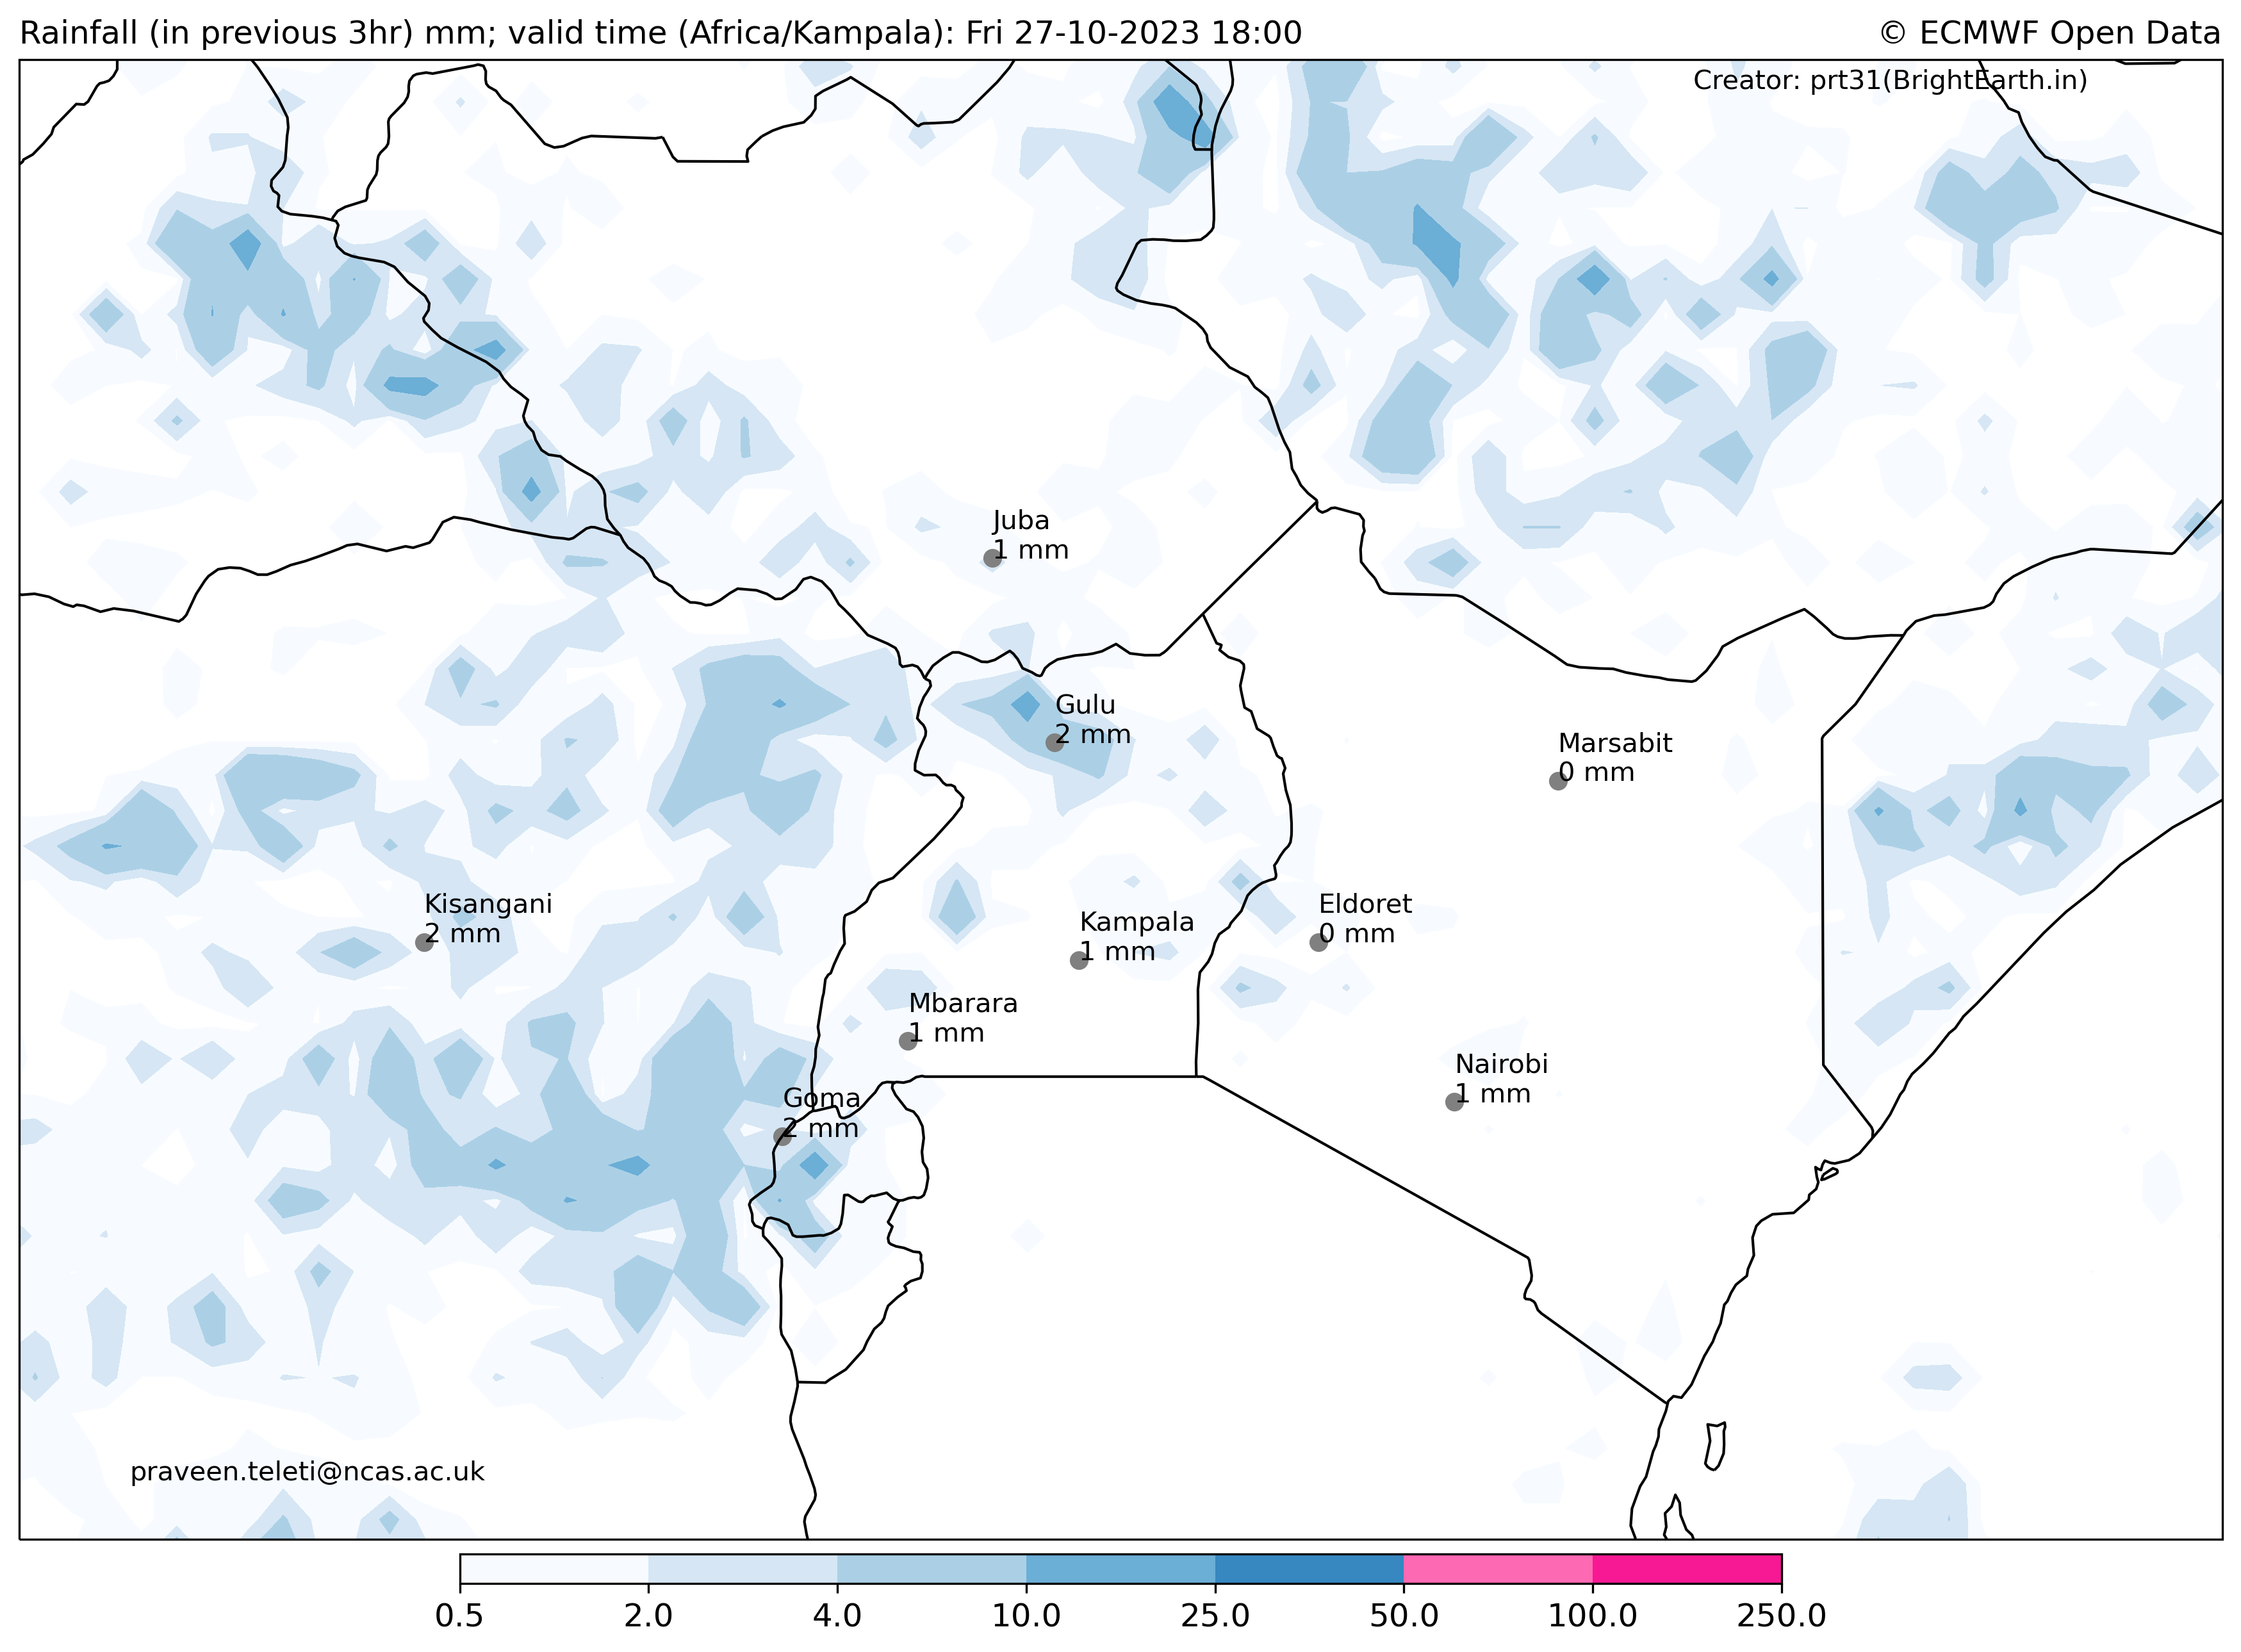 Rainfall (in previous 3hr) mm; valid time (Africa/Kampala): Fri 27-10-2023 18:00
© ECMWF Open Data
Creator: prt31(BrightEarth.in)
Juba
1 mm
Gulu
2 mm
Marsabit
0 mm
Kisangani
2 mm
Eldoret
0 mm
Kampala
1 mm
Mbarara
1 mm
Nairobi
1 mm
Goma
2 mm
praveen.teleti@ncas.ac.uk
0.5 2.0 4.0 10.0 25.0 50.0 100.0 250.0